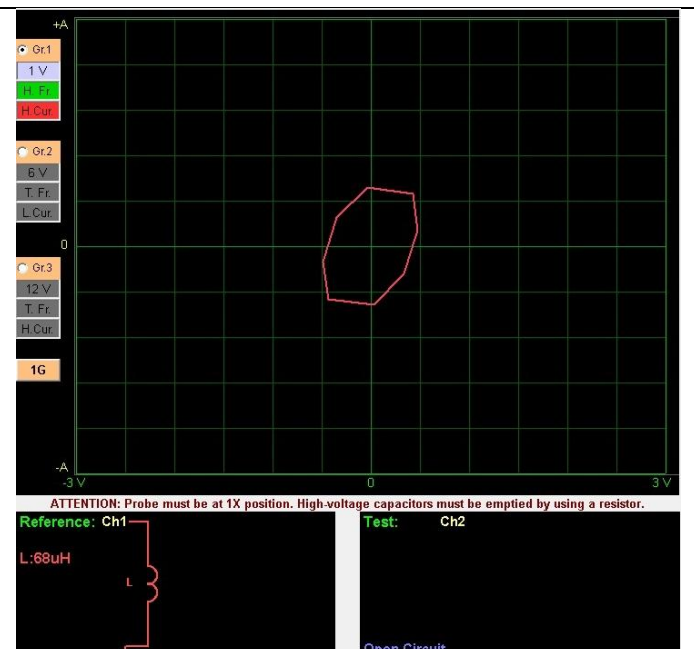 +A
Gr.1
1 V
H. Fr.
H.Cur.
Gr.2
6 V
T. Fr.
L.Cur.
0
Gr.3
12 V
T. Fr.
H.Cur.
1G
-A
-3 V 0 3 V
ATTENTION: Probe must be at 1X position. High-voltage capacitors must be emptied by using a resistor.
Reference: Ch1
L:68uH
L
Test: Ch2
Open Circuit